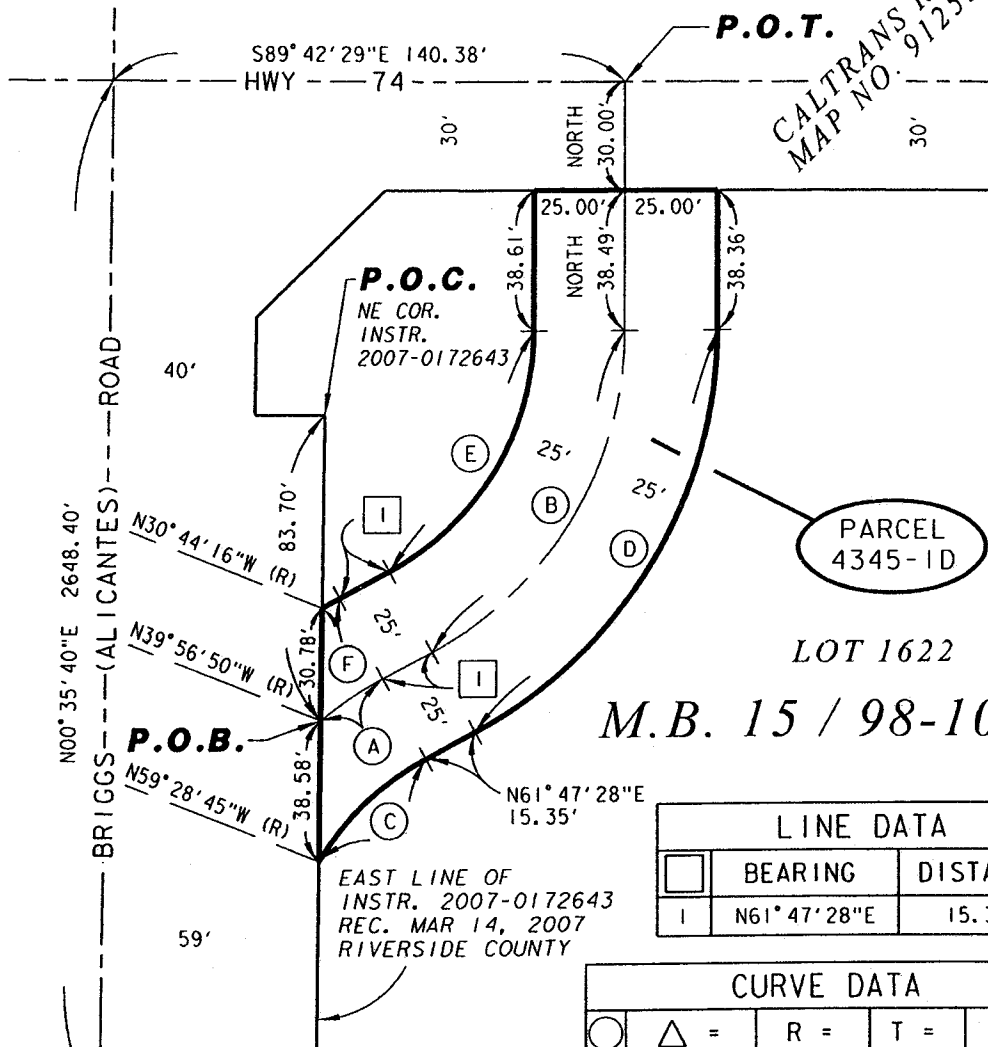 P.O.T.
S89°42'29"E 140.38'
HWY 74
CALTRANS
MAP NO. 9125
30'
NORTH
30.00'
30'
25.00'
25.00'
38.61'
NORTH
38.49'
38.36'
P.O.C.
NE COR.
INSTR.
2007-0172643
40'
BRIGGS (ALICANTES) ROAD
N00°35'40"E 2648.40'
83.70'
E
25'
B
25'
D
1
PARCEL
4345-1D
N30°44'16"W (R)
25'
F
30.78'
LOT 1622
N39°56'50"W (R)
1
25'
M.B. 15 / 98-10
P.O.B.
A
N59°28'45"W (R)
38.58'
C
N61°47'28"E
15.35'
EAST LINE OF
INSTR. 2007-0172643
REC. MAR 14, 2007
RIVERSIDE COUNTY
59'
LINE DATA
BEARING
1 N61°47'28"E
CURVE DATA
△ = R = T =